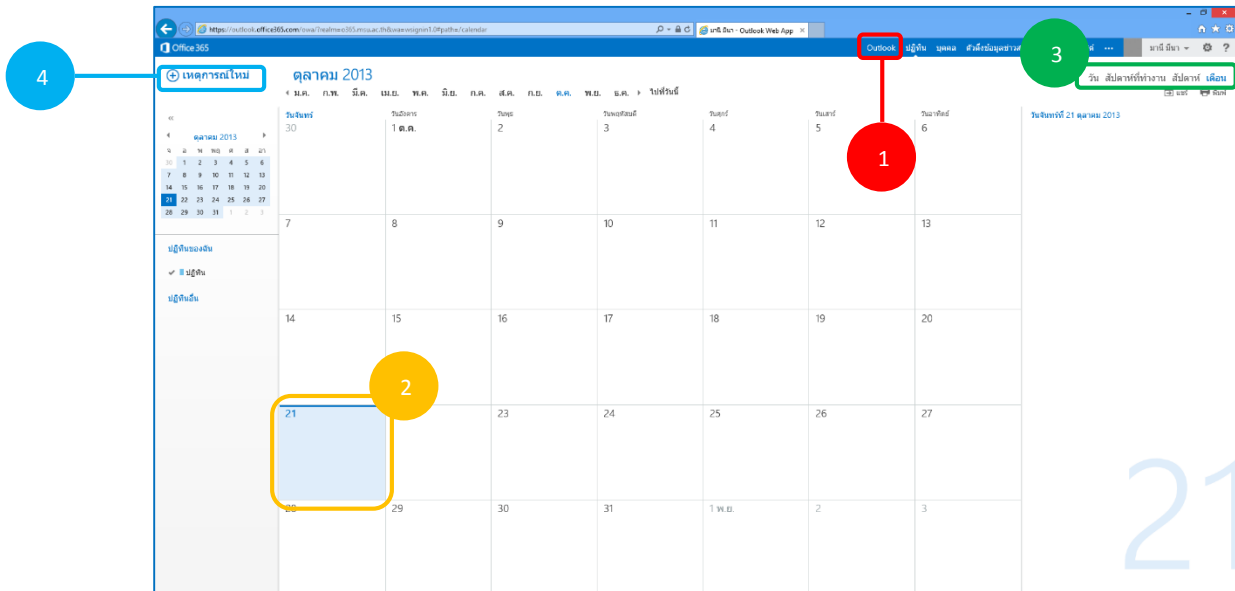 https://outlook.office365.com/owa/?realm=o365.msu.ac.th&wa=wsignin1.0#path=/calendar
มานี มีนา - Outlook Web App
Office 365
Outlook ปฏิทิน บุคคล ••• มานี มีนา ?
1
2
3
4
เหตุการณ์ใหม่
ตุลาคม 2013
ม.ค. ก.พ. มี.ค. เม.ย. พ.ค. มิ.ย. ก.ค. ส.ค. ก.ย. ต.ค. พ.ย. ธ.ค. ไปที่วันนี้
วัน สัปดาห์ที่ทำงาน สัปดาห์ เดือน
แชร์ พิมพ์
«
ตุลาคม 2013
จ อ พ พฤ ศ ส อา
30 1 2 3 4 5 6
7 8 9 10 11 12 13
14 15 16 17 18 19 20
21 22 23 24 25 26 27
28 29 30 31 1 2 3
ปฏิทินของฉัน
ปฏิทิน
ปฏิทินอื่น
วันจันทร์ วันอังคาร วันพุธ วันพฤหัสบดี วันศุกร์ วันเสาร์ วันอาทิตย์
30 1 ต.ค. 2 3 4 5 6
7 8 9 10 11 12 13
14 15 16 17 18 19 20
21 23 24 25 26 27
28 29 30 31 1 พ.ย. 2 3
วันจันทร์ที่ 21 ตุลาคม 2013
21